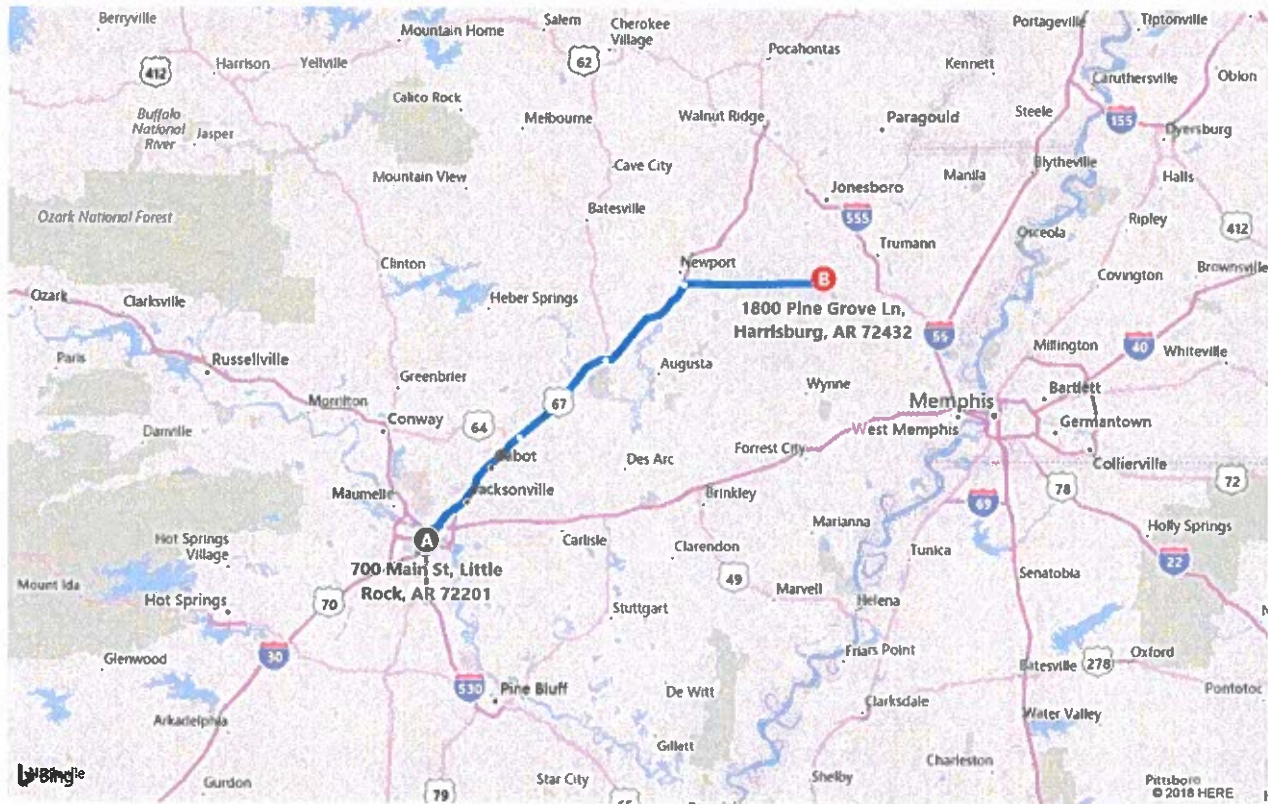 Berryville
Mountain Home
Salem
Cherokee
Village
Portageville
Tiptonville
412
Harrison
Yellville
62
Pocahontas
Kennett
Caruthersville
Obion
Calico Rock
Buffalo
National
River
Jasper
Melbourne
Walnut Ridge
Paragould
Steele
155
Dyersburg
Mountain View
Cave City
Manila
Blytheville
Halls
Ozark National Forest
Batesville
Jonesboro
555
Trumann
Osceola
Ripley
412
Clinton
Newport
B
Covington
Brownsville
Ozark
Clarksville
Heber Springs
1800 Pine Grove Ln,
Harrisburg, AR 72432
55
Millington
40
Whiteville
Paris
Russellville
Augusta
Greenbrier
Wynne
Bartlett
Morrilton
Conway
64
67
Memphis
West Memphis
Germantown
Danville
Forrest City
Des Arc
Collierville
72
Maumelle
Jacksonville
Brinkley
69
78
A
Marianna
Holly Springs
Hot Springs
Village
Carlisle
Clarendon
Tunica
22
700 Main St, Little
Rock, AR 72201
Mount Ida
Hot Springs
70
49
Marvell
Senatobia
Stuttgart
Helena
30
Glenwood
Friars Point
Batesville
278
Oxford
530
Pine Bluff
De Witt
Clarksdale
Pontotoc
Arkadelphia
Water Valley
Gillett
Charleston
Bing
Gurdon
79
Star City
Shelby
Pittsboro
© 2018 HERE